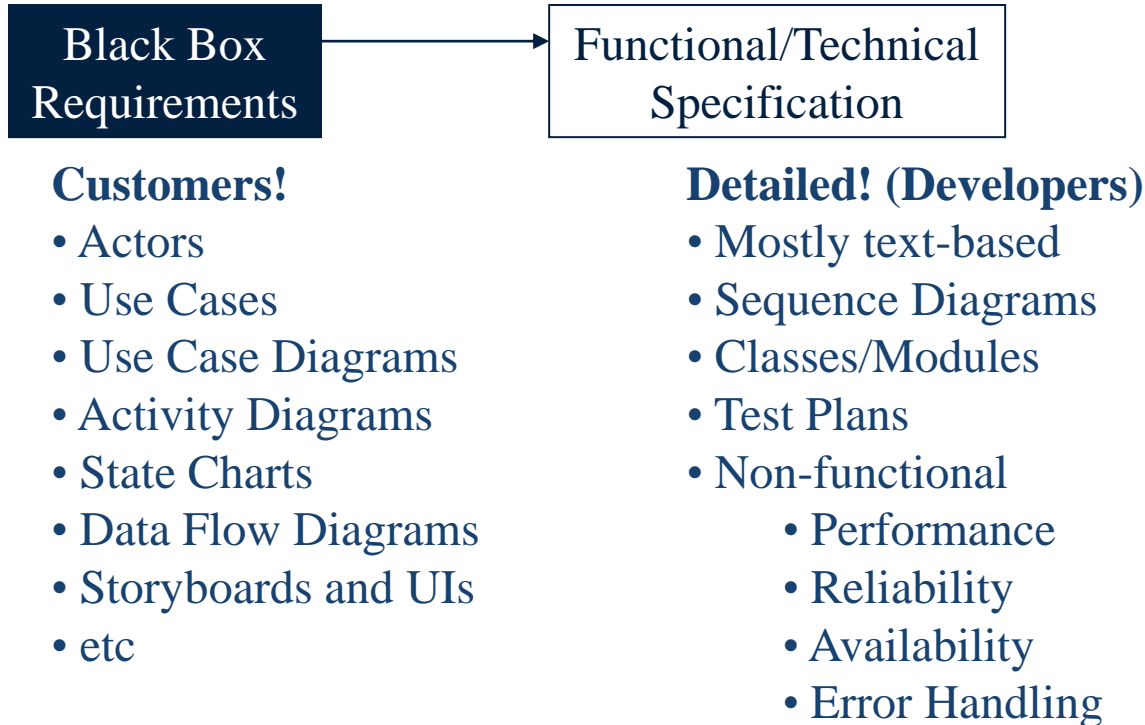 Black Box
Requirements
Functional/Technical
Specification
Customers!
• Actors
• Use Cases
• Use Case Diagrams
• Activity Diagrams
• State Charts
• Data Flow Diagrams
• Storyboards and UIs
• etc
Detailed! (Developers)
• Mostly text-based
• Sequence Diagrams
• Classes/Modules
• Test Plans
• Non-functional
• Performance
• Reliability
• Availability
• Error Handling